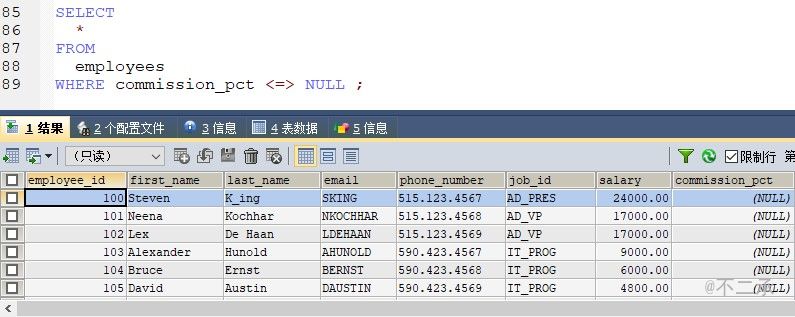 85 SELECT
86 *
87 FROM
88 employees
89 WHERE commission_pct <=> NULL ;
1 结果 2 个配置文件 3 信息 4 表数据 5 信息
（只读） 限制行 第
employee_id first_name last_name email phone_number job_id salary commission_pct
100 Steven K_ing SKING 515.123.4567 AD_PRES 24000.00 (NULL)
101 Neena Kochhar NKOCHHAR 515.123.4568 AD_VP 17000.00 (NULL)
102 Lex De Haan LDEHAAN 515.123.4569 AD_VP 17000.00 (NULL)
103 Alexander Hunold AHUNOLD 590.423.4567 IT_PROG 9000.00 (NULL)
104 Bruce Ernst BERNST 590.423.4568 IT_PROG 6000.00 (NULL)
105 David Austin DAUSTIN 590.423.4569 IT_PROG 4800.00 (NULL)
@不二承